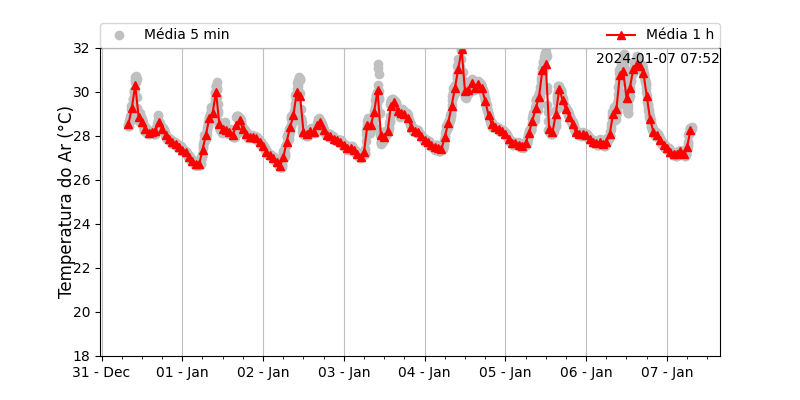 Média 5 min
Média 1 h
2024-01-07 07:52
Temperatura do Ar (°C)
32
30
28
26
24
22
20
18
31 - Dec
01 - Jan
02 - Jan
03 - Jan
04 - Jan
05 - Jan
06 - Jan
07 - Jan